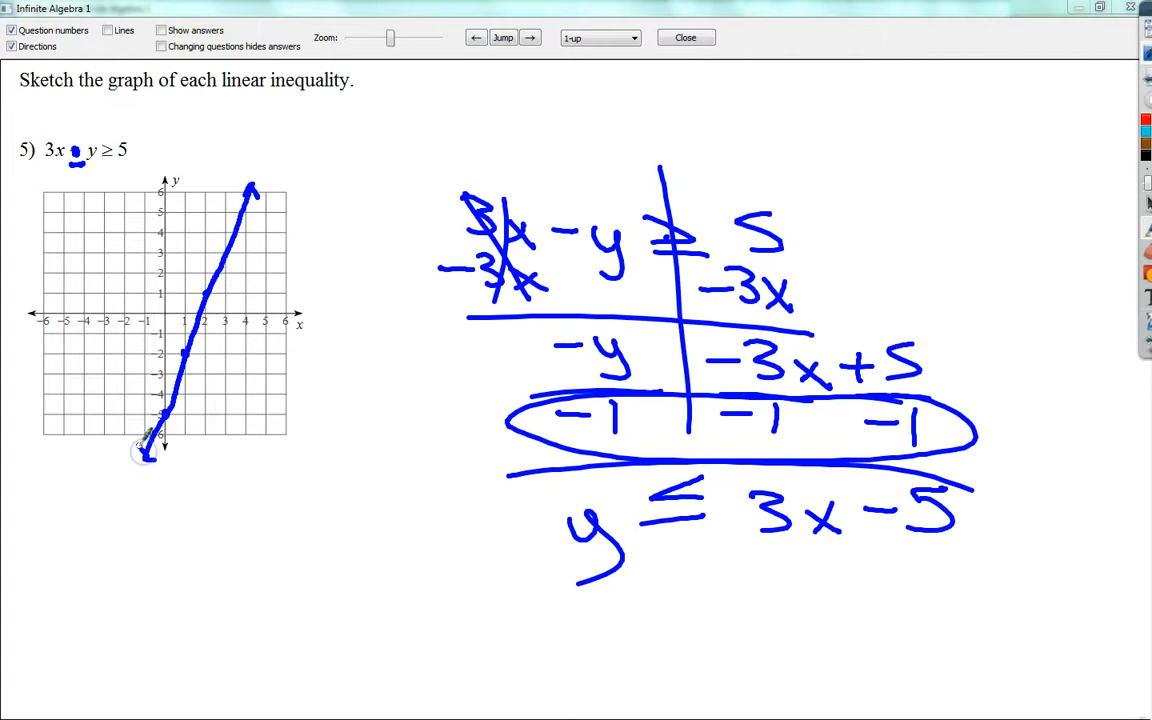 Infinite Algebra 1
Question numbers Lines Show answers
Directions Changing questions hides answers
Zoom: ← Jump → 1-up Close
Sketch the graph of each linear inequality.
5) 3x - y ≥ 5
y
6
5
4
3
2
1
−6 −5 −4 −3 −2 −1 1 2 3 4 5 6 x
−1
−2
−3
−4
3x - y ≥ 5
-3x -3x
-y -3x + 5
-1 -1 -1
y ≤ 3x - 5